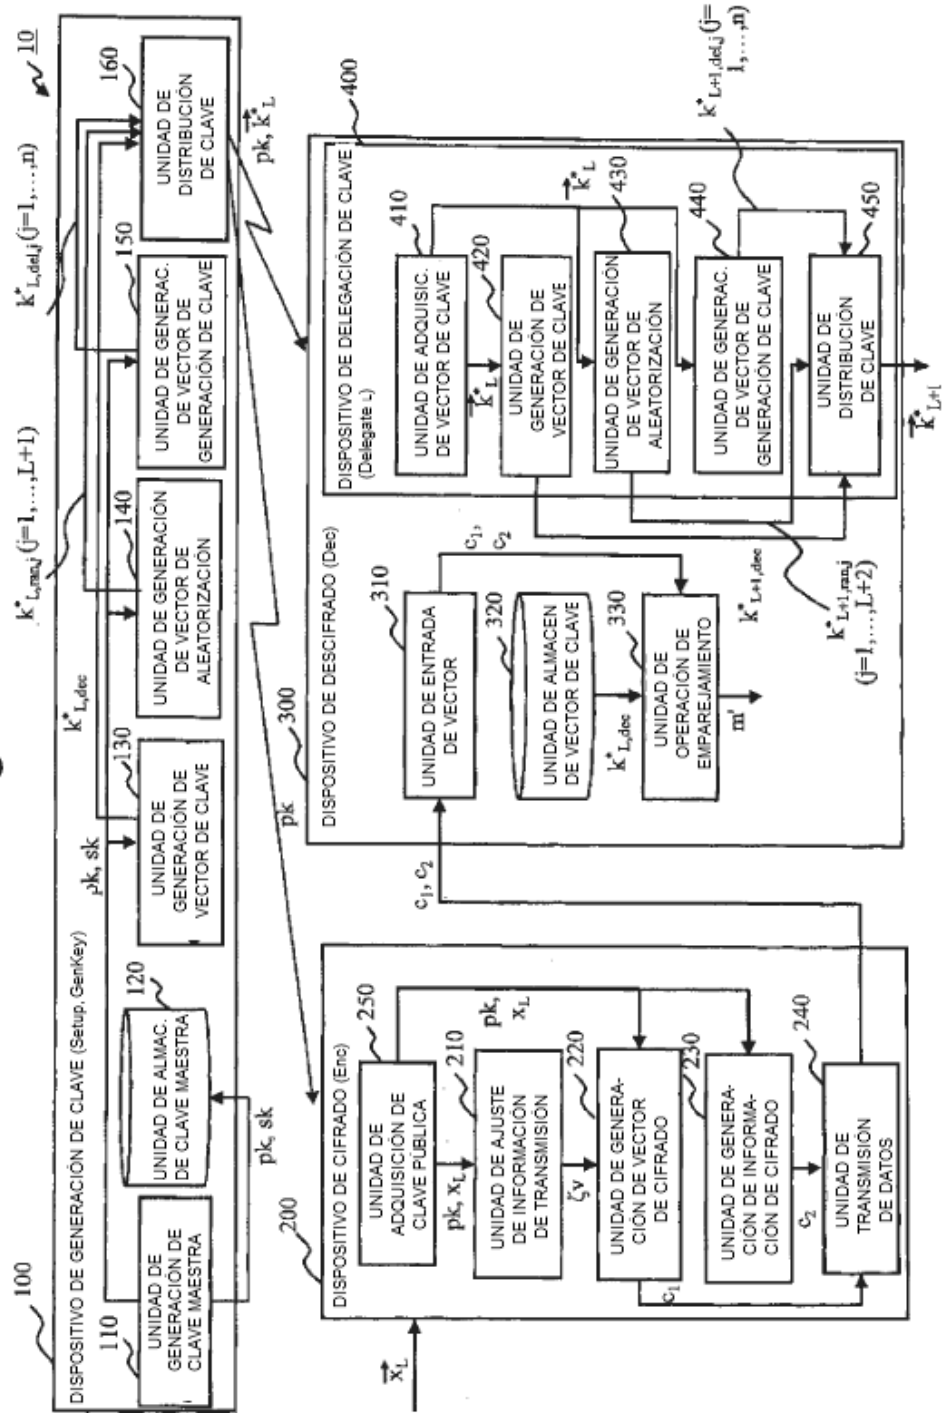 10
100
DISPOSITIVO DE GENERACIÓN DE CLAVE (Setup, GenKey)
110
UNIDAD DE
GENERACIÓN DE
CLAVE MAESTRA
pk, sk
120
UNIDAD DE ALMAC.
DE CLAVE MAESTRA
pk, sk
130
UNIDAD DE
GENERACIÓN DE
VECTOR DE CLAVE
k*L,dec
140
UNIDAD DE GENERACIÓN
DE VECTOR DE
ALEATORIZACIÓN
k*L,ran,j (j=1,...,L+1)
150
UNIDAD DE GENERAC.
DE VECTOR DE
GENERACIÓN DE CLAVE
k*L,del,j (j=1,...,n)
160
UNIDAD DE
DISTRIBUCIÓN
DE CLAVE
pk, k⃗*L
pk
200
DISPOSITIVO DE CIFRADO (Enc)
x⃗L
250
UNIDAD DE
ADQUISICIÓN DE
CLAVE PÚBLICA
pk, xL
pk,
xL
210
UNIDAD DE AJUSTE
DE INFORMACIÓN
DE TRANSMISIÓN
ζv
220
UNIDAD DE GENERA-
CIÓN DE VECTOR
DE CIFRADO
c1
230
UNIDAD DE GENERA-
CIÓN DE INFORMA-
CIÓN DE CIFRADO
c2
240
UNIDAD DE
TRANSMISIÓN
DE DATOS
c1, c2
300
DISPOSITIVO DE DESCIFRADO (Dec)
310
UNIDAD DE ENTRADA
DE VECTOR
c1,
c2
320
UNIDAD DE ALMACEN
DE VECTOR DE CLAVE
k*L,dec
330
UNIDAD DE
OPERACIÓN DE
EMPAREJAMIENTO
m'
400
DISPOSITIVO DE DELEGACIÓN DE CLAVE
(Delegate L)
410
UNIDAD DE ADQUISIC.
DE VECTOR DE CLAVE
k⃗*L
k⃗*L
420
UNIDAD DE
GENERACIÓN DE
VECTOR DE CLAVE
k*L+1,dec
430
UNIDAD DE GENERACIÓN
DE VECTOR DE
ALEATORIZACIÓN
k*L+1,ran,j
(j=1,...,L+2)
440
UNIDAD DE GENERAC.
DE VECTOR DE
GENERACIÓN DE CLAVE
k*L+1,del,j (j=
1,...,n)
450
UNIDAD DE
DISTRIBUCIÓN
DE CLAVE
k⃗*L+1